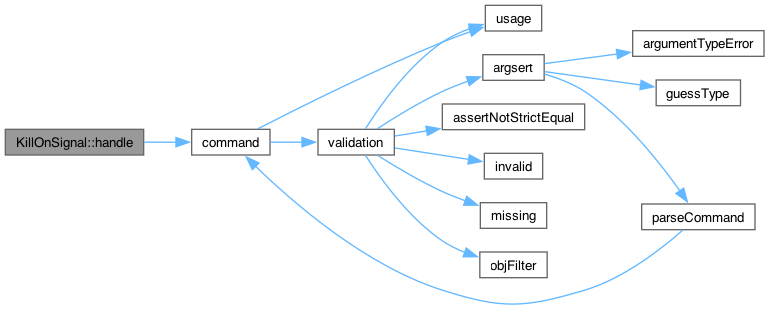 KillOnSignal::handle
command
validation
usage
argsert
assertNotStrictEqual
invalid
missing
objFilter
argumentTypeError
guessType
parseCommand